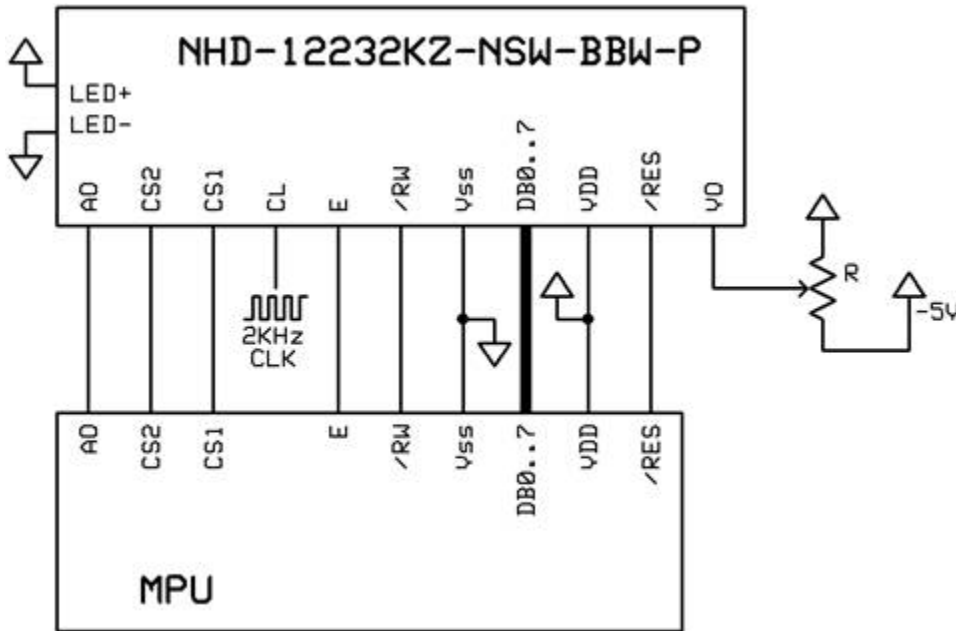 NHD-12232KZ-NSW-BBW-P
LED+
LED-
A0
CS2
CS1
CL
E
/RW
Vss
DB0..7
VDD
/RES
VO
R
-5V
2KHz
CLK
A0
CS2
CS1
E
/RW
Vss
DB0..7
VDD
/RES
MPU